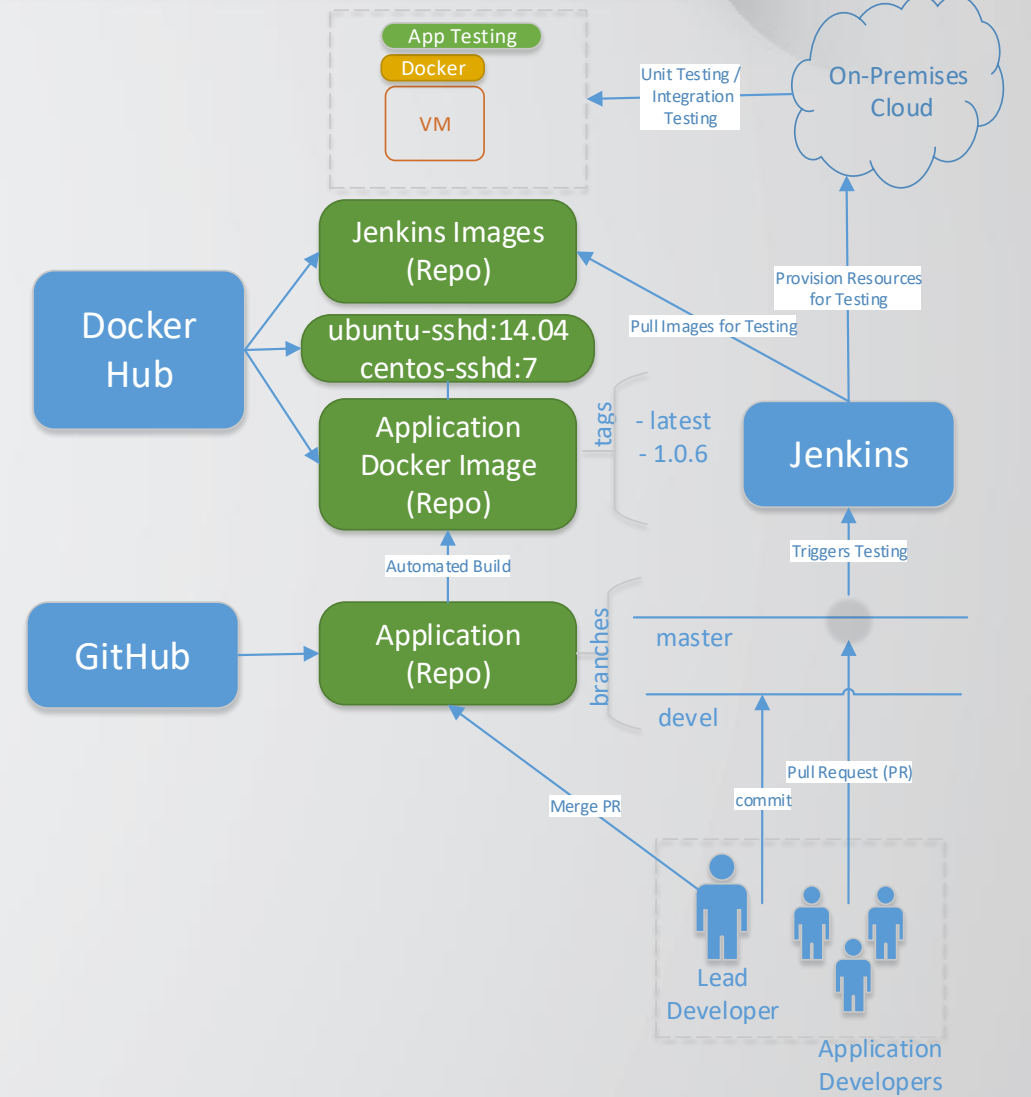 App Testing
Docker
VM
Unit Testing /
Integration
Testing
On-Premises
Cloud
Jenkins Images
(Repo)
Provision Resources
for Testing
Pull Images for Testing
Docker
Hub
ubuntu-sshd:14.04
centos-sshd:7
Application
Docker Image
(Repo)
tags
- latest
- 1.0.6
Jenkins
Automated Build
Triggers Testing
GitHub
Application
(Repo)
branches
master
devel
Merge PR
commit
Pull Request (PR)
Lead
Developer
Application
Developers